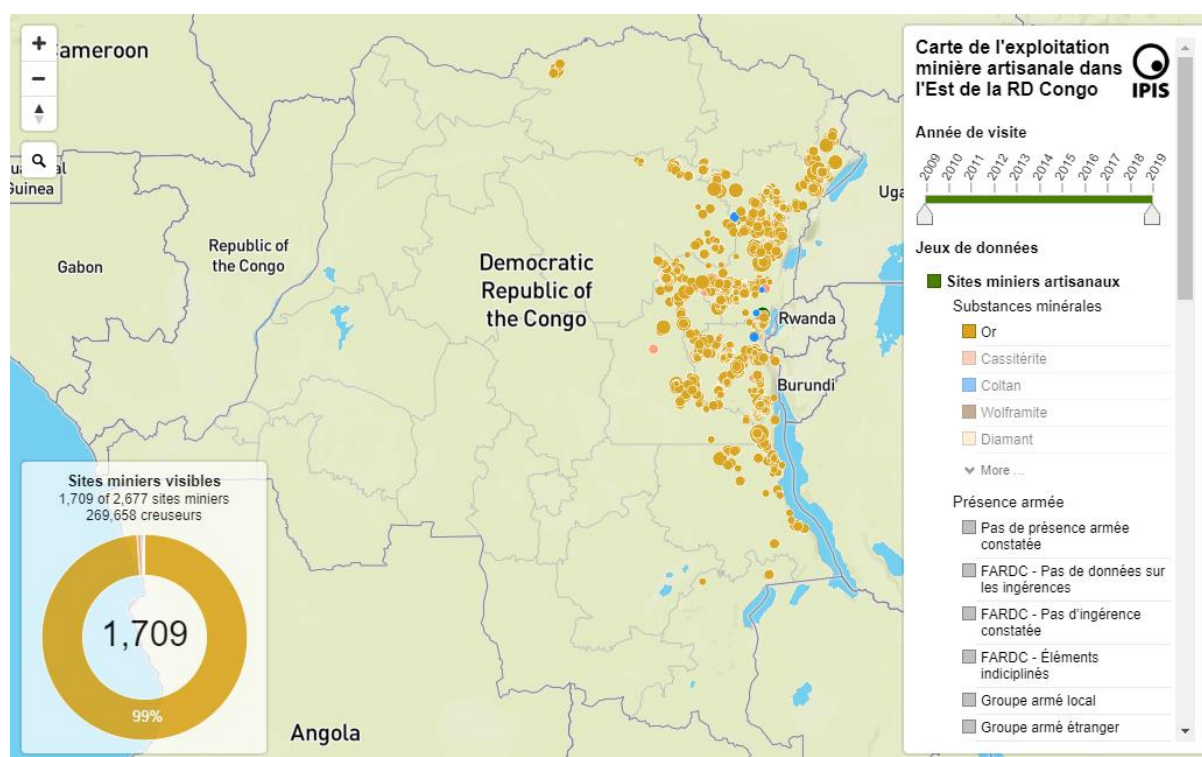 Cameroon
ual
Guinea
Gabon
Republic of
the Congo
Democratic
Republic of
the Congo
Uga
Rwanda
Burundi
Angola
Sites miniers visibles
1,709 of 2,677 sites miniers
269,658 creuseurs
1,709
99%
Carte de l'exploitation
minière artisanale dans
l'Est de la RD Congo
IPIS
Année de visite
2009 2010 2011 2012 2013 2014 2015 2016 2017 2018 2019
Jeux de données
Sites miniers artisanaux
Substances minérales
Or
Cassitérite
Coltan
Wolframite
Diamant
More ...
Présence armée
Pas de présence armée
constatée
FARDC - Pas de données sur
les ingérences
FARDC - Pas d'ingérence
constatée
FARDC - Éléments
indiciplinés
Groupe armé local
Groupe armé étranger